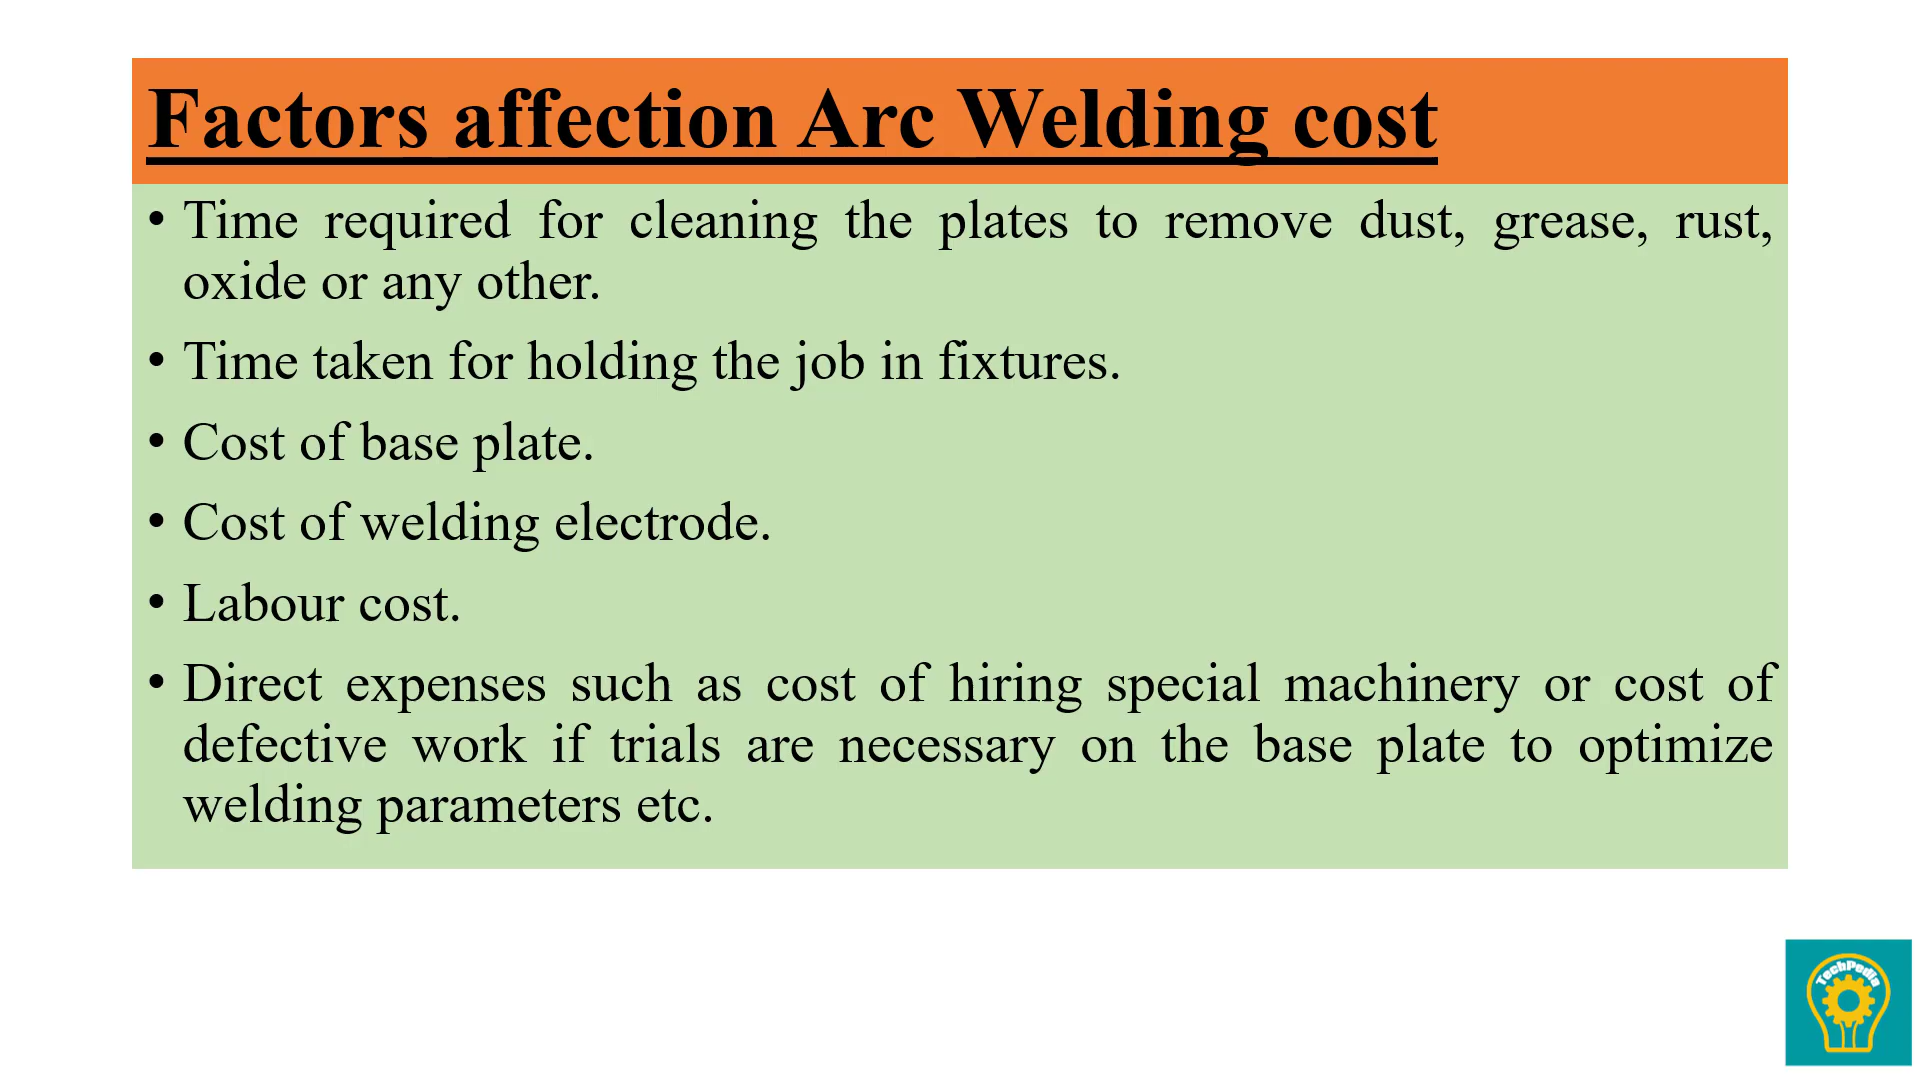 Factors affection Arc Welding cost
• Time required for cleaning the plates to remove dust, grease, rust,
oxide or any other.
• Time taken for holding the job in fixtures.
• Cost of base plate.
• Cost of welding electrode.
• Labour cost.
• Direct expenses such as cost of hiring special machinery or cost of
defective work if trials are necessary on the base plate to optimize
welding parameters etc.
TechPedia